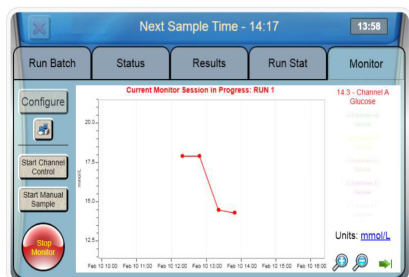 Next Sample Time - 14:17
13:58
Run Batch
Status
Results
Run Stat
Monitor
Configure
Start Channel
Control
Start Manual
Sample
Stop
Monitor
Current Monitor Session in Progress: RUN 1
mmol/L
20.0
17.5
15.0
12.5
Feb 10 10:00
Feb 10 11:00
Feb 10 12:00
Feb 10 13:00
Feb 10 14:00
Feb 10 15:00
Feb 10 16:00
14.3 - Channel A
Glucose
Units: mmol/L